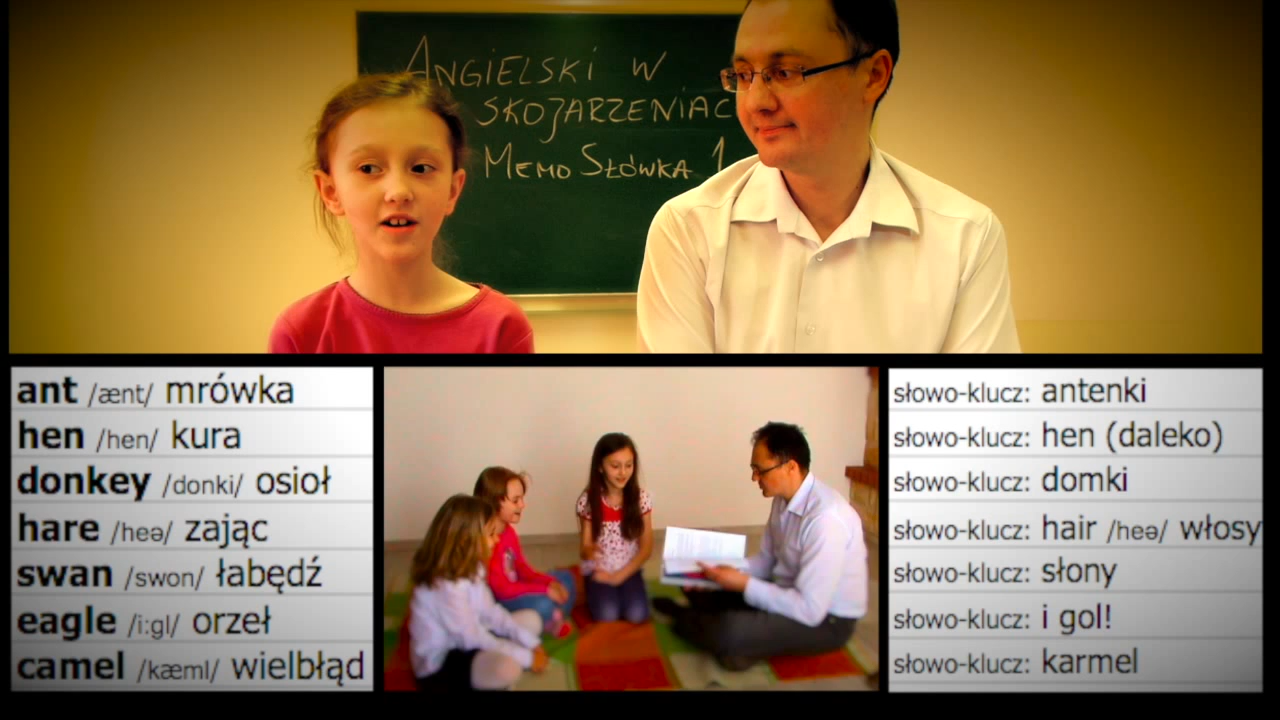 ANGIELSKI W
SKOJARZENIAC
MEMO SŁÓWKA 1
ant /ænt/ mrówka
hen /hen/ kura
donkey /donki/ osioł
hare /heə/ zając
swan /swon/ łabędź
eagle /i:gl/ orzeł
camel /kæml/ wielbłąd
słowo-klucz: antenki
słowo-klucz: hen (daleko)
słowo-klucz: domki
słowo-klucz: hair /heə/ włosy
słowo-klucz: słony
słowo-klucz: i gol!
słowo-klucz: karmel